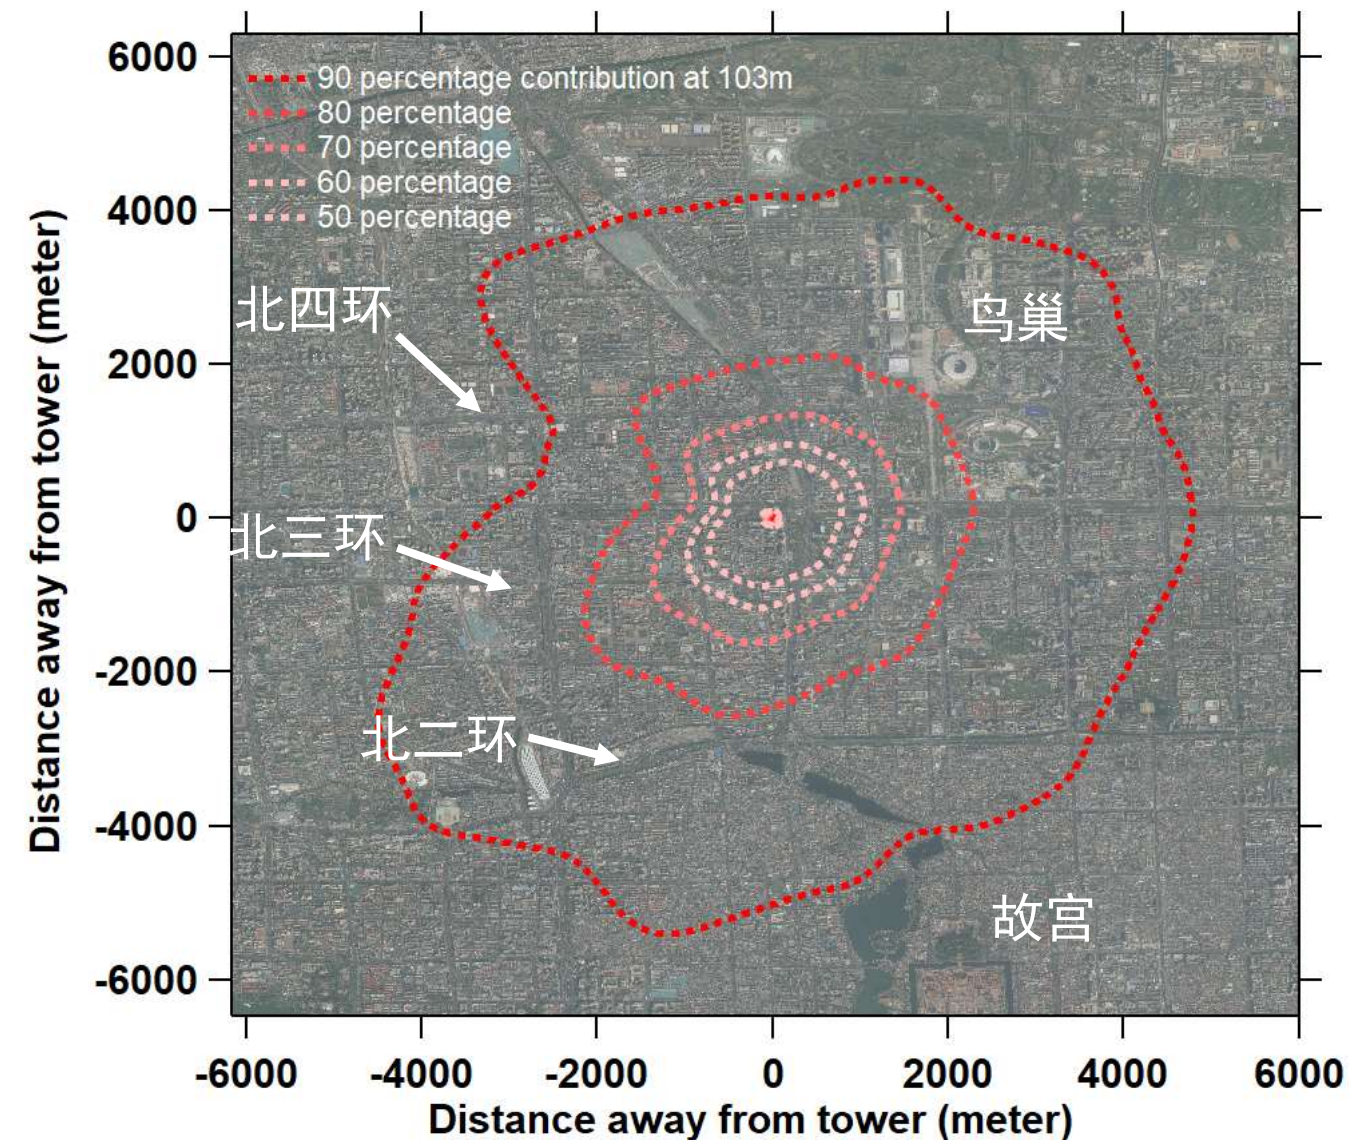 6000
4000
2000
0
-2000
-4000
-6000
Distance away from tower (meter)
90 percentage contribution at 103m
80 percentage
70 percentage
60 percentage
50 percentage
北四环
鸟巢
北三环
北二环
故宫
-6000 -4000 -2000 0 2000 4000 6000
Distance away from tower (meter)